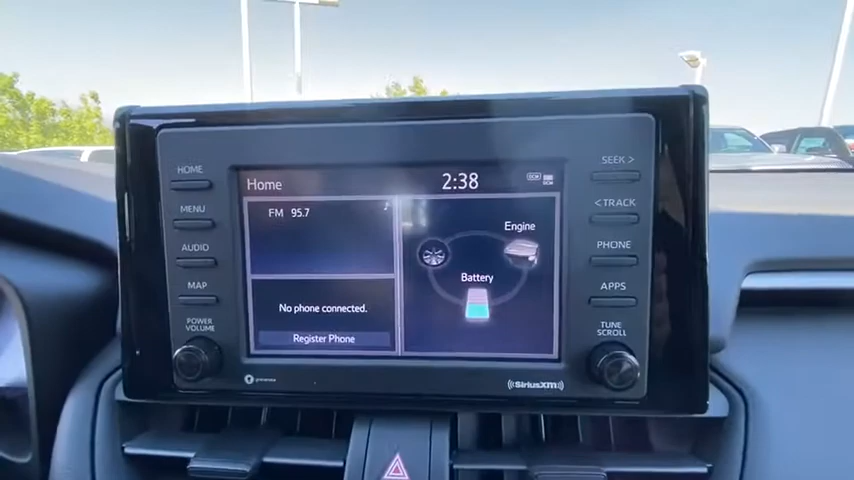 HOME
MENU
AUDIO
MAP
POWER
VOLUME
Home
2:38
DCM
FM 95.7
No phone connected.
Register Phone
Engine
Battery
SEEK >
< TRACK
PHONE
APPS
TUNE
SCROLL
((SiriusXM))